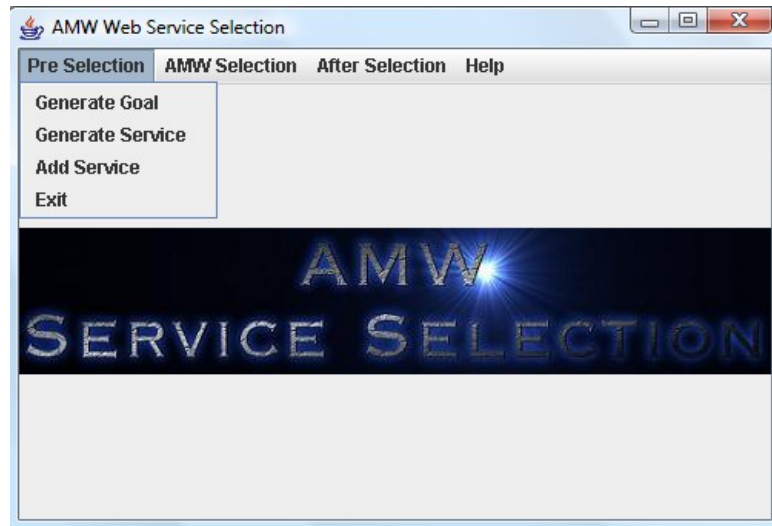 AMW Web Service Selection
Pre Selection AMW Selection After Selection Help
Generate Goal
Generate Service
Add Service
Exit
AMW
SERVICE SELECTION